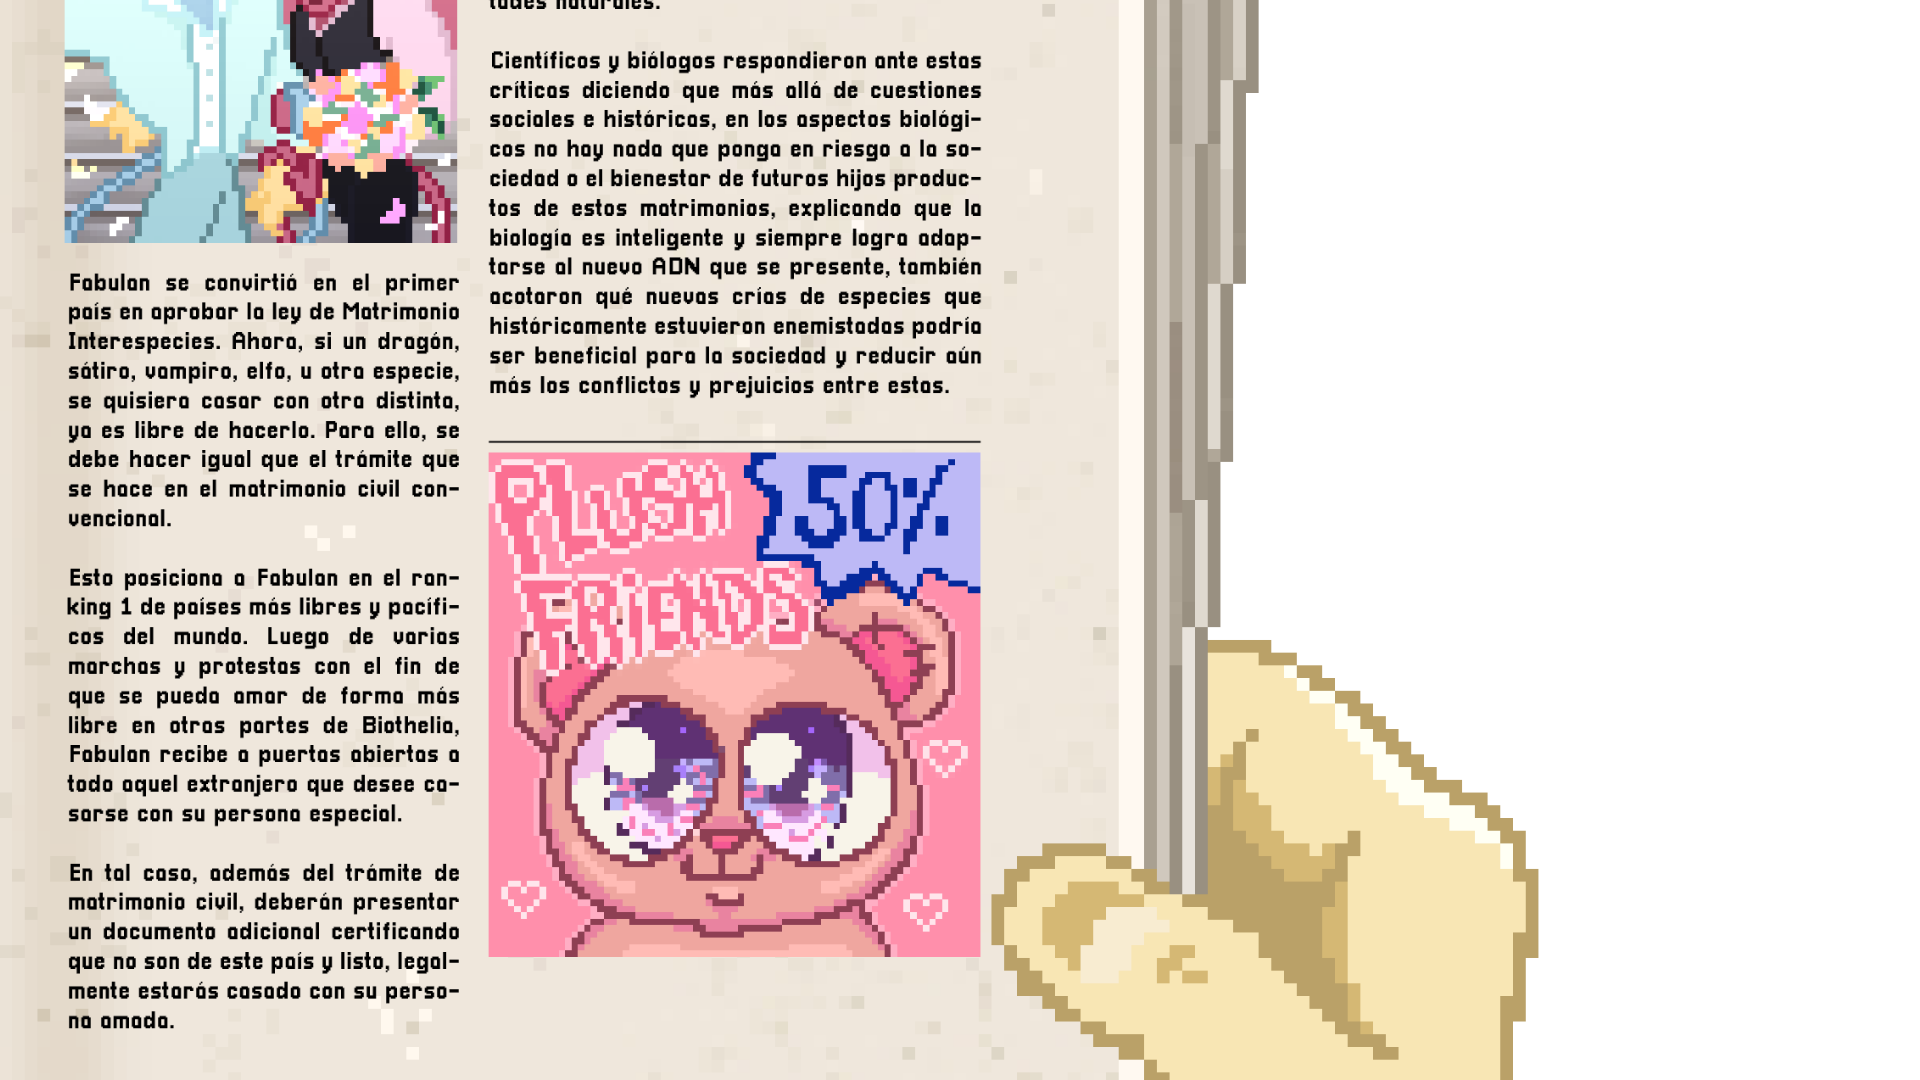 Fabulan se convirtió en el primer
país en aprobar la ley de Matrimonio
Interespecies. Ahora, si un dragón,
sátiro, vampiro, elfo, u otra especie,
se quisiera casar con otra distinta,
ya es libre de hacerlo. Para ello, se
debe hacer igual que el trámite que
se hace en el matrimonio civil con-
vencional.
Esto posiciona a Fabulan en el ran-
king 1 de países más libres y pacífi-
cos del mundo. Luego de varias
marchas y protestas con el fin de
que se pueda amar de forma más
libre en otras partes de Biothelia,
Fabulan recibe a puertas abiertas a
todo aquel extranjero que desee ca-
sarse con su persona especial.
En tal caso, además del trámite de
matrimonio civil, deberán presentar
un documento adicional certificando
que no son de este país y listo, legal-
mente estarás casado con su perso-
na amada.
tades naturales.
Científicos y biólogos respondieron ante estas
críticas diciendo que más allá de cuestiones
sociales e históricas, en los aspectos biológi-
cos no hay nada que ponga en riesgo a la so-
ciedad o el bienestar de futuros hijos produc-
tos de estos matrimonios, explicando que la
biología es inteligente y siempre logra adap-
tarse al nuevo ADN que se presente, también
acotaron qué nuevas crías de especies que
históricamente estuvieron enemistadas podría
ser beneficial para la sociedad y reducir aún
más los conflictos y prejuicios entre estas.
PLUSH
50%
FRIENDS